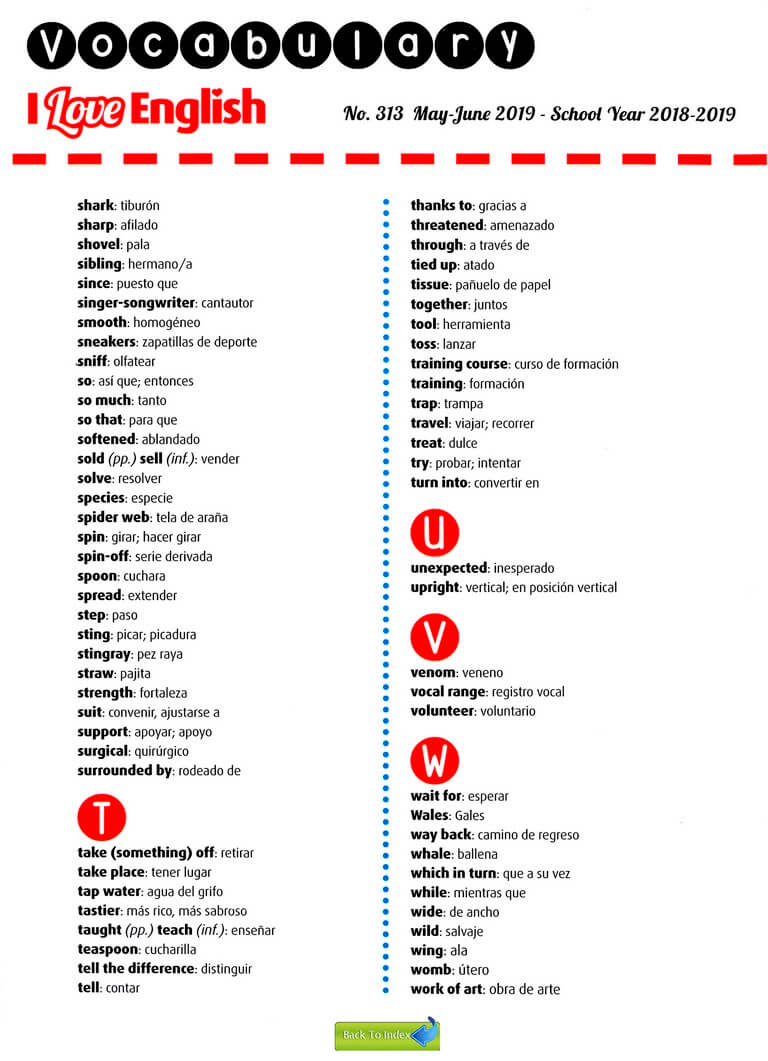 Vocabulary
I Love English
No. 313 May-June 2019 - School Year 2018-2019
shark: tiburón
sharp: afilado
shovel: pala
sibling: hermano/a
since: puesto que
singer-songwriter: cantautor
smooth: homogéneo
sneakers: zapatillas de deporte
sniff: olfatear
so: así que; entonces
so much: tanto
so that: para que
softened: ablandado
sold (pp.) sell (inf.): vender
solve: resolver
species: especie
spider web: tela de araña
spin: girar; hacer girar
spin-off: serie derivada
spoon: cuchara
spread: extender
step: paso
sting: picar; picadura
stingray: pez raya
straw: pajita
strength: fortaleza
suit: convenir, ajustarse a
support: apoyar; apoyo
surgical: quirúrgico
surrounded by: rodeado de
T
take (something) off: retirar
take place: tener lugar
tap water: agua del grifo
tastier: más rico, más sabroso
taught (pp.) teach (inf.): enseñar
teaspoon: cucharilla
tell the difference: distinguir
tell: contar
thanks to: gracias a
threatened: amenazado
through: a través de
tied up: atado
tissue: pañuelo de papel
together: juntos
tool: herramienta
toss: lanzar
training course: curso de formación
training: formación
trap: trampa
travel: viajar; recorrer
treat: dulce
try: probar; intentar
turn into: convertir en
U
unexpected: inesperado
upright: vertical; en posición vertical
V
venom: veneno
vocal range: registro vocal
volunteer: voluntario
W
wait for: esperar
Wales: Gales
way back: camino de regreso
whale: ballena
which in turn: que a su vez
while: mientras que
wide: de ancho
wild: salvaje
wing: ala
womb: útero
work of art: obra de arte
Back To Index